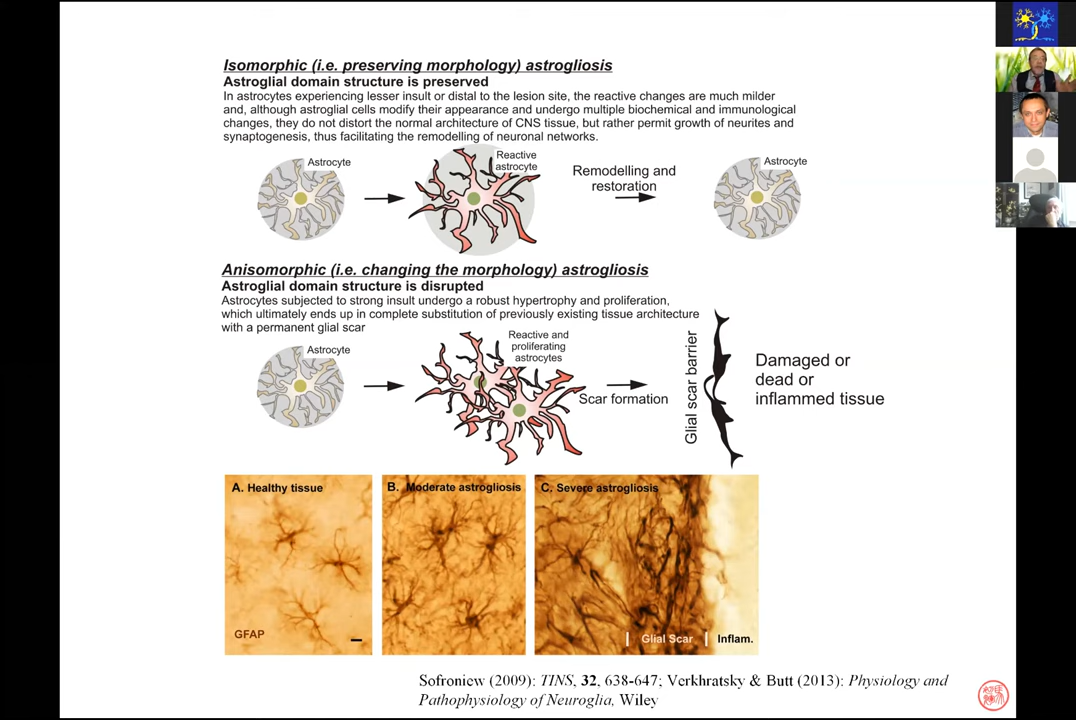 Isomorphic (i.e. preserving morphology) astrogliosis
Astroglial domain structure is preserved
In astrocytes experiencing lesser insult or distal to the lesion site, the reactive changes are much milder
and, although astroglial cells modify their appearance and undergo multiple biochemical and immunological
changes, they do not distort the normal architecture of CNS tissue, but rather permit growth of neurites and
synaptogenesis, thus facilitating the remodelling of neuronal networks.
Astrocyte
Reactive
astrocyte
Remodelling and
restoration
Astrocyte
Anisomorphic (i.e. changing the morphology) astrogliosis
Astroglial domain structure is disrupted
Astrocytes subjected to strong insult undergo a robust hypertrophy and proliferation,
which ultimately ends up in complete substitution of previously existing tissue architecture
with a permanent glial scar
Astrocyte
Reactive and
proliferating
astrocytes
Scar formation
Glial scar barrier
Damaged or
dead or
inflammed tissue
A. Healthy tissue
GFAP
B. Moderate astrogliosis
C. Severe astrogliosis
Glial Scar
Inflam.
Sofroniew (2009): TINS, 32, 638-647; Verkhratsky & Butt (2013): Physiology and
Pathophysiology of Neuroglia, Wiley